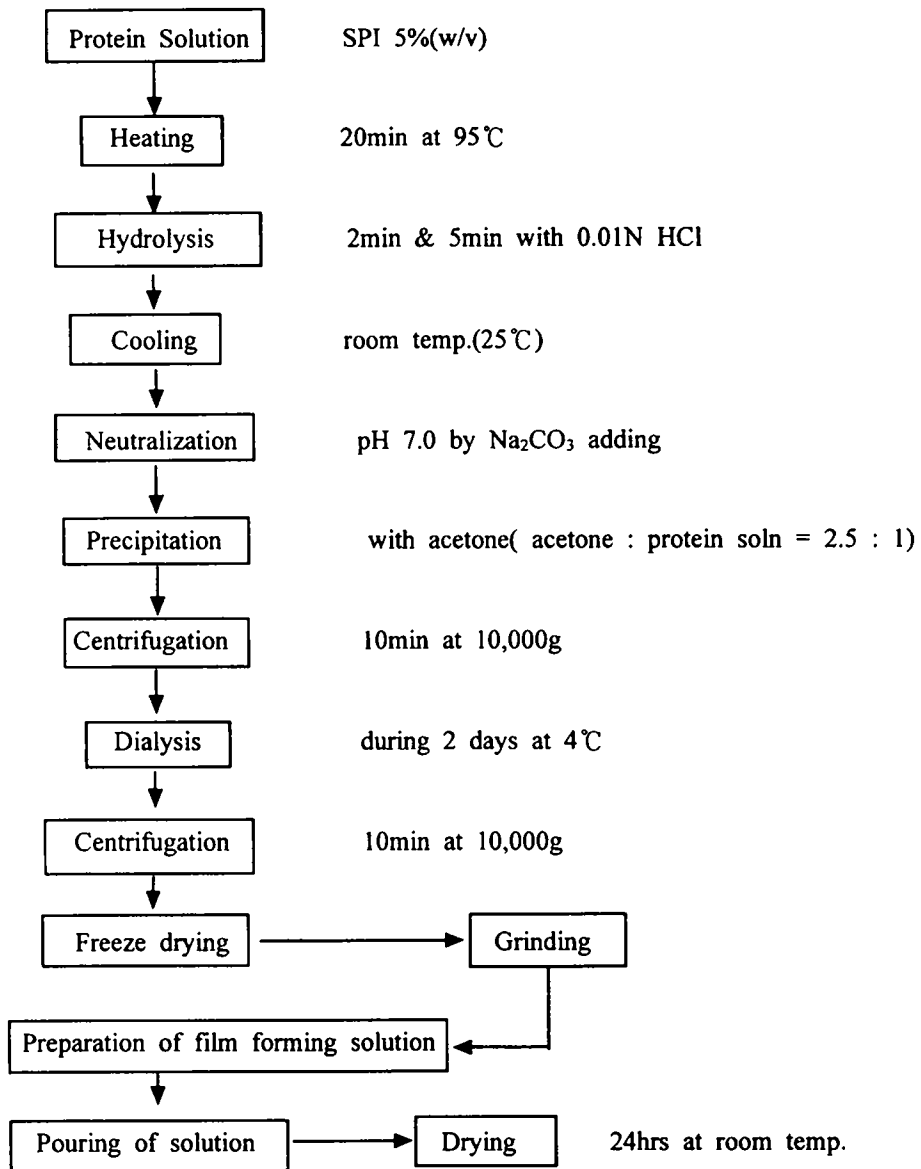 Protein Solution SPI 5%(w/v)
Heating 20min at 95℃
Hydrolysis 2min & 5min with 0.01N HCl
Cooling room temp.(25℃)
Neutralization pH 7.0 by Na₂CO₃ adding
Precipitation with acetone( acetone : protein soln = 2.5 : 1)
Centrifugation 10min at 10,000g
Dialysis during 2 days at 4℃
Centrifugation 10min at 10,000g
Freeze drying Grinding
Preparation of film forming solution
Pouring of solution Drying 24hrs at room temp.